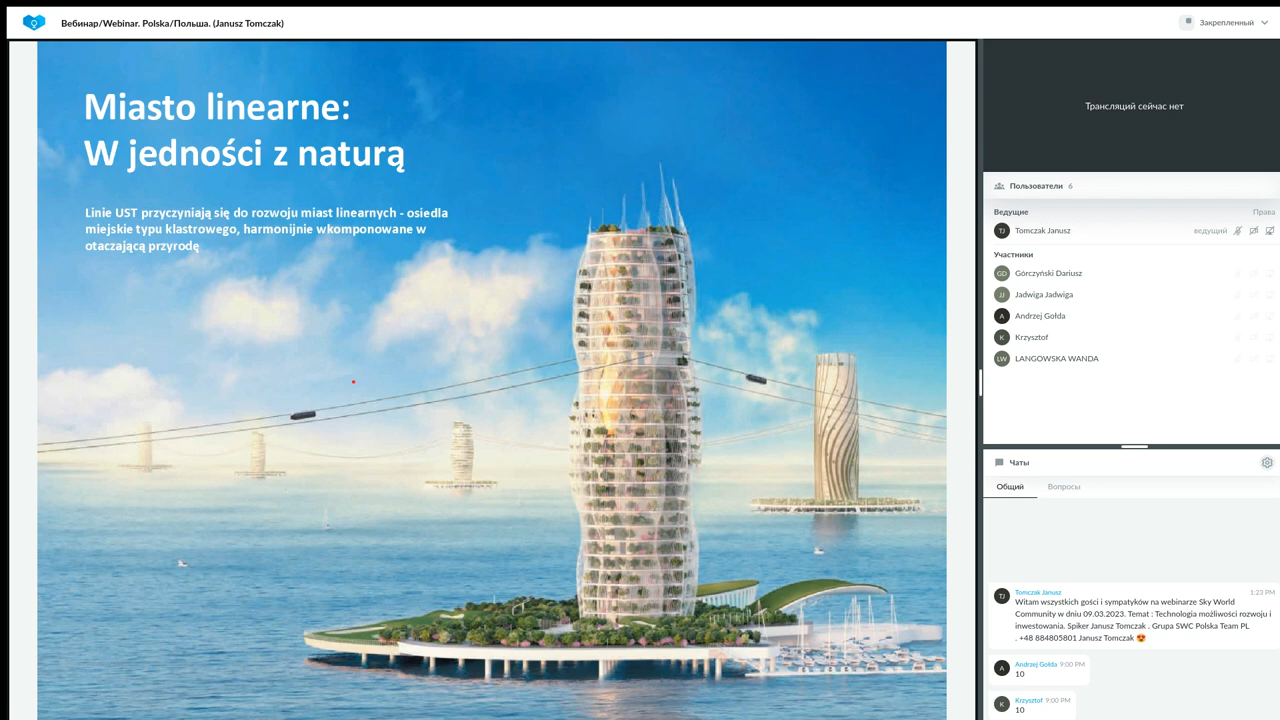 Вебинар/Webinar. Polska/Польша. (Janusz Tomczak)
Закрепленный
Miasto linearne:
W jedności z naturą
Linie UST przyczyniają się do rozwoju miast linearnych - osiedla
miejskie typu klastrowego, harmonijnie wkomponowane w
otaczającą przyrodę
Трансляций сейчас нет
Пользователи 6
Ведущие Права
TJ Tomczak Janusz ведущий
Участники
GD Górczyński Dariusz
JJ Jadwiga Jadwiga
A Andrzej Gołda
K Krzysztof
LW LANGOWSKA WANDA
Чаты
Общий Вопросы
TJ Tomczak Janusz 1:23 PM
Witam wszystkich gości i sympatyków na webinarze Sky World
Community w dniu 09.03.2023. Temat : Technologia możliwości rozwoju i
inwestowania. Spiker Janusz Tomczak . Grupa SWC Polska Team PL
. +48 884805801 Janusz Tomczak 😍
A Andrzej Gołda 9:00 PM
10
K Krzysztof 9:00 PM
10